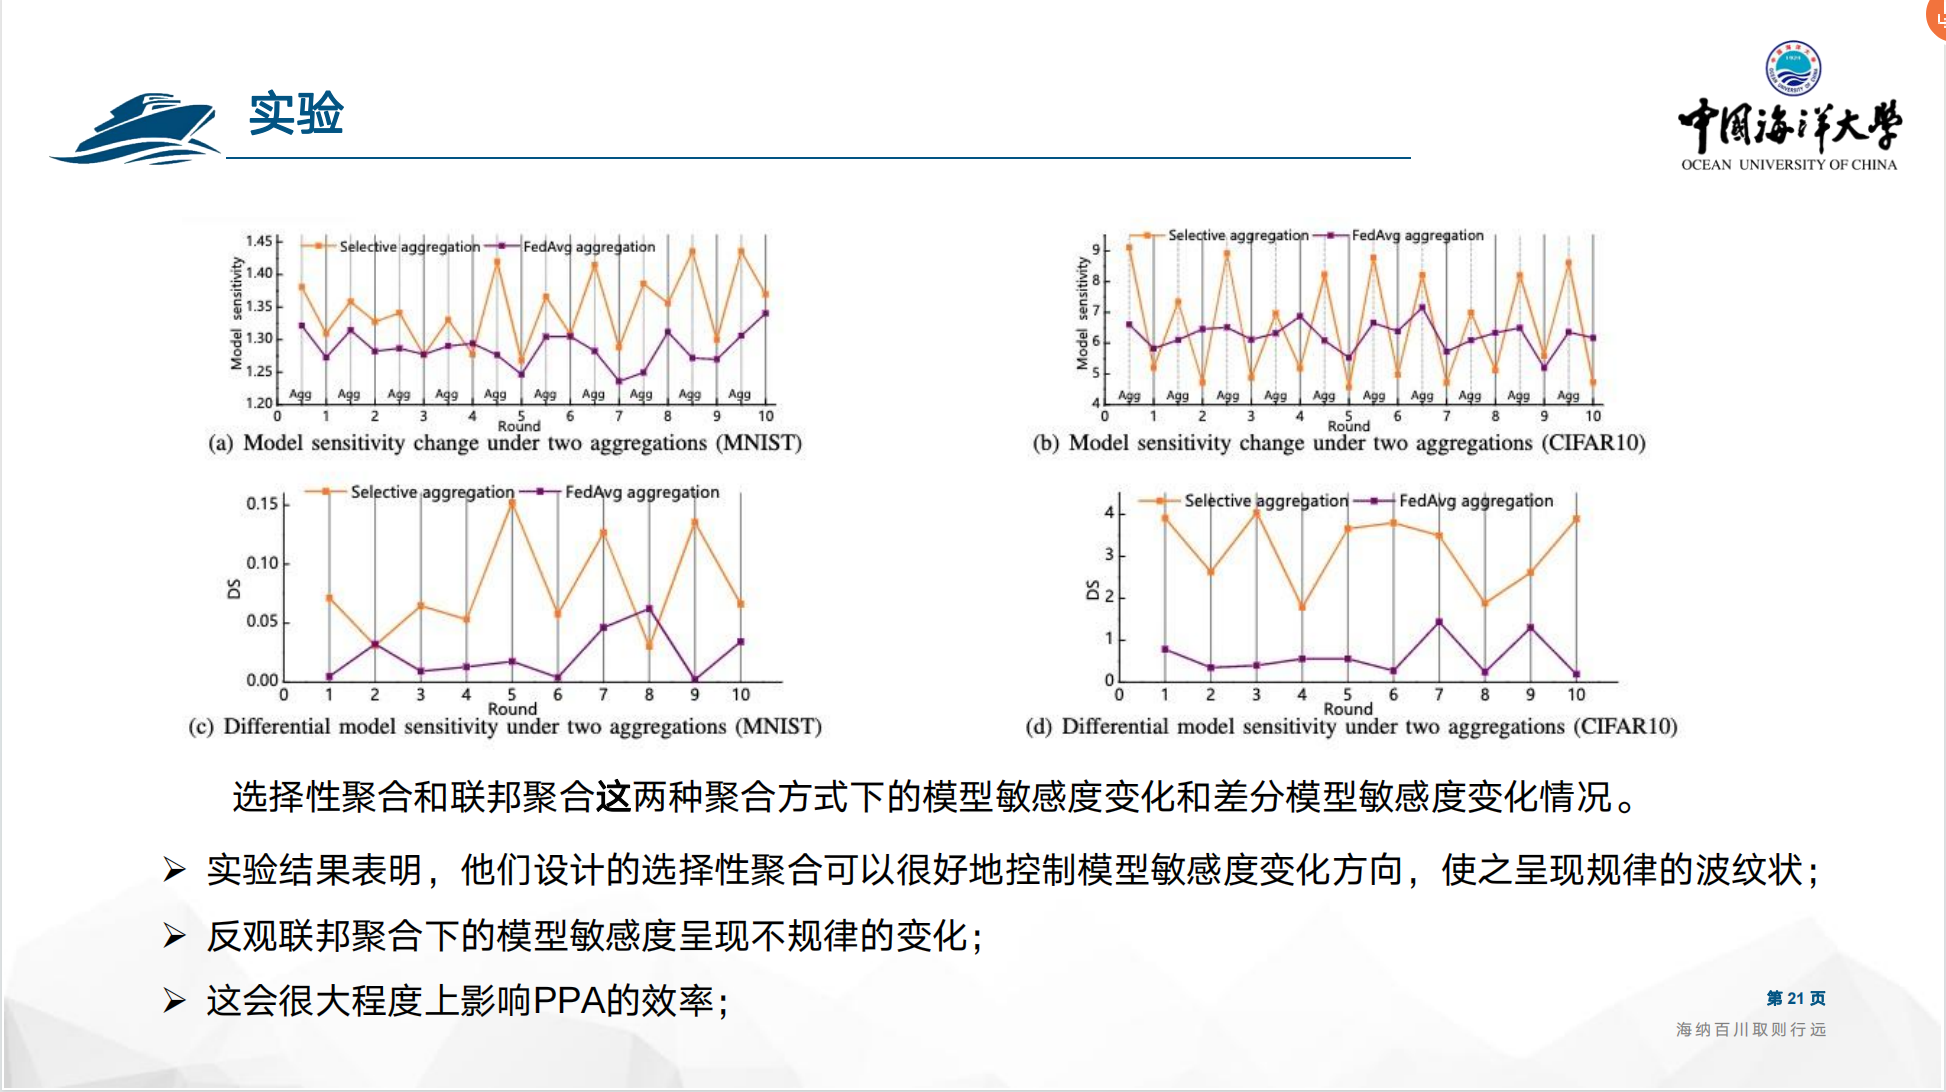 实验
中国海洋大学
OCEAN UNIVERSITY OF CHINA
1924
Selective aggregation FedAvg aggregation
Model sensitivity
1.45
1.40
1.35
1.30
1.25
1.20
Agg Agg Agg Agg Agg Agg Agg Agg Agg Agg
0 1 2 3 4 5 6 7 8 9 10
Round
(a) Model sensitivity change under two aggregations (MNIST)
Selective aggregation FedAvg aggregation
Model sensitivity
9
8
7
6
5
4
Agg Agg Agg Agg Agg Agg Agg Agg Agg Agg
0 1 2 3 4 5 6 7 8 9 10
Round
(b) Model sensitivity change under two aggregations (CIFAR10)
Selective aggregation FedAvg aggregation
DS
0.15
0.10
0.05
0.00
0 1 2 3 4 5 6 7 8 9 10
Round
(c) Differential model sensitivity under two aggregations (MNIST)
Selective aggregation FedAvg aggregation
DS
4
3
2
1
0
0 1 2 3 4 5 6 7 8 9 10
Round
(d) Differential model sensitivity under two aggregations (CIFAR10)
选择性聚合和联邦聚合这两种聚合方式下的模型敏感度变化和差分模型敏感度变化情况。
➢ 实验结果表明，他们设计的选择性聚合可以很好地控制模型敏感度变化方向，使之呈现规律的波纹状；
➢ 反观联邦聚合下的模型敏感度呈现不规律的变化；
➢ 这会很大程度上影响PPA的效率；
第 21 页
海纳百川取则行远